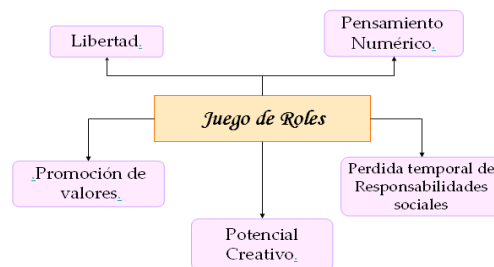 Libertad.
Pensamiento
Numérico.
Juego de Roles
.Promoción de
valores.
Perdida temporal de
Responsabilidades
sociales
Potencial
Creativo.